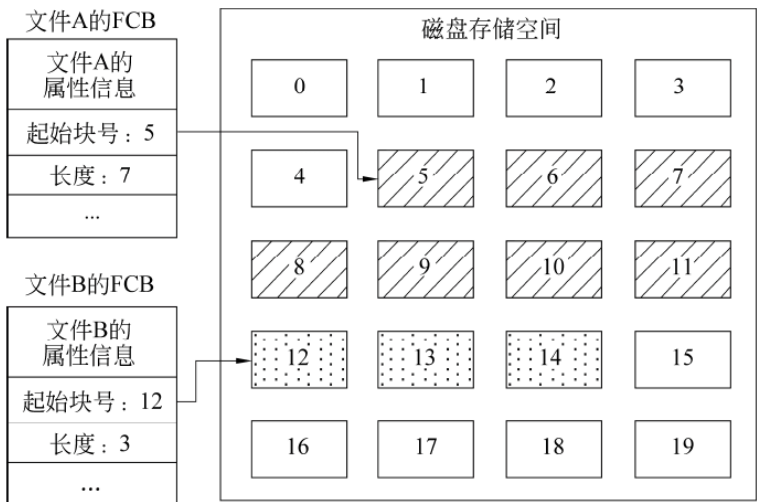 文件A的FCB
文件A的
属性信息
起始块号：5
长度：7
...
文件B的FCB
文件B的
属性信息
起始块号：12
长度：3
...
磁盘存储空间
0 1 2 3
4 5 6 7
8 9 10 11
12 13 14 15
16 17 18 19